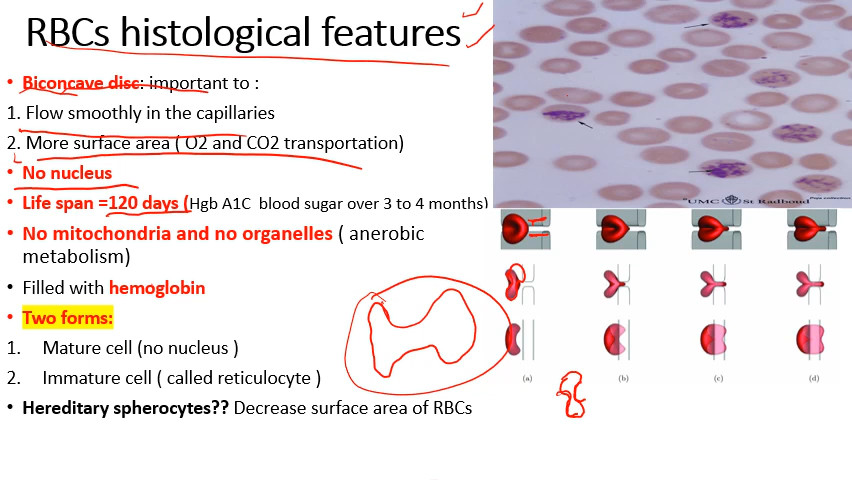 RBCs histological features
• Biconcave disc: important to :
1. Flow smoothly in the capillaries
2. More surface area ( O2 and CO2 transportation)
• No nucleus
• Life span =120 days (Hgb A1C blood sugar over 3 to 4 months)
• No mitochondria and no organelles ( anerobic
metabolism)
• Filled with hemoglobin
• Two forms:
1. Mature cell (no nucleus )
2. Immature cell ( called reticulocyte )
• Hereditary spherocytes?? Decrease surface area of RBCs
UMC St Radboud
(a) (b) (c) (d)